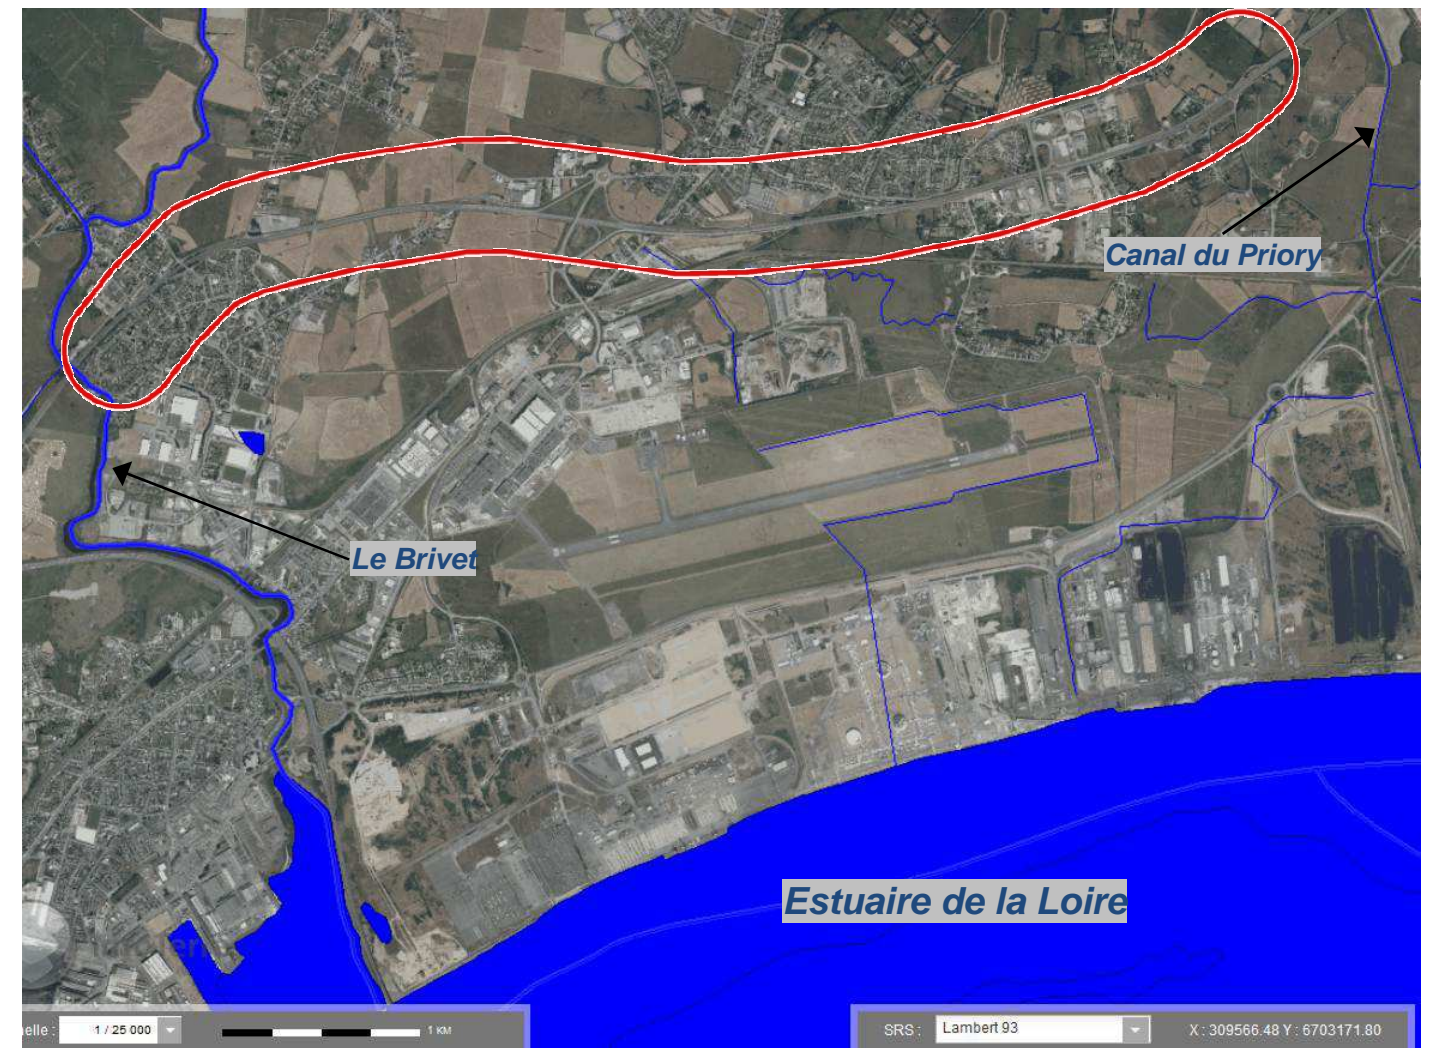 Canal du Priory
Le Brivet
Estuaire de la Loire
elle : 1 / 25 000 1 KM
SRS : Lambert 93 X : 309566.48 Y : 6703171.80